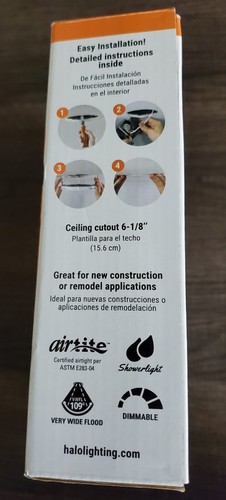 Easy Installation!
Detailed instructions
inside
De Fácil Instalación
Instrucciones detalladas
en el interior
1
2
3
4
Ceiling cutout 6-1/8"
Plantilla para el techo
(15.6 cm)
Great for new construction
or remodel applications
Ideal para nuevas construcciones o
aplicaciones de remodelación
airtite™
Certified airtight per
ASTM E283-04
Showerlight
109°
VERY WIDE FLOOD
DIMMABLE
halolighting.com